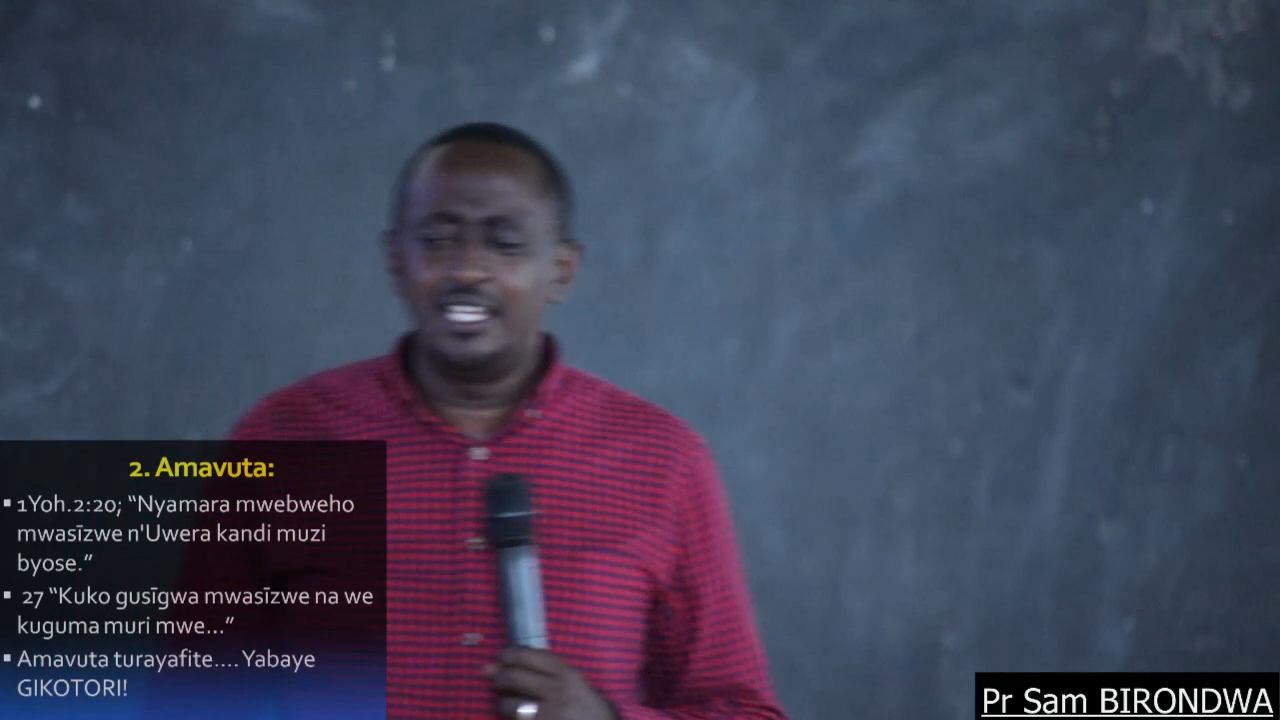 2. Amavuta:
▪ 1Yoh.2:20; “Nyamara mwebweho
mwasīzwe n'Uwera kandi muzi
byose.”
▪ 27 “Kuko gusīgwa mwasīzwe na we
kuguma muri mwe...”
▪ Amavuta turayafite.... Yabaye
GIKOTORI!
Pr Sam BIRONDWA